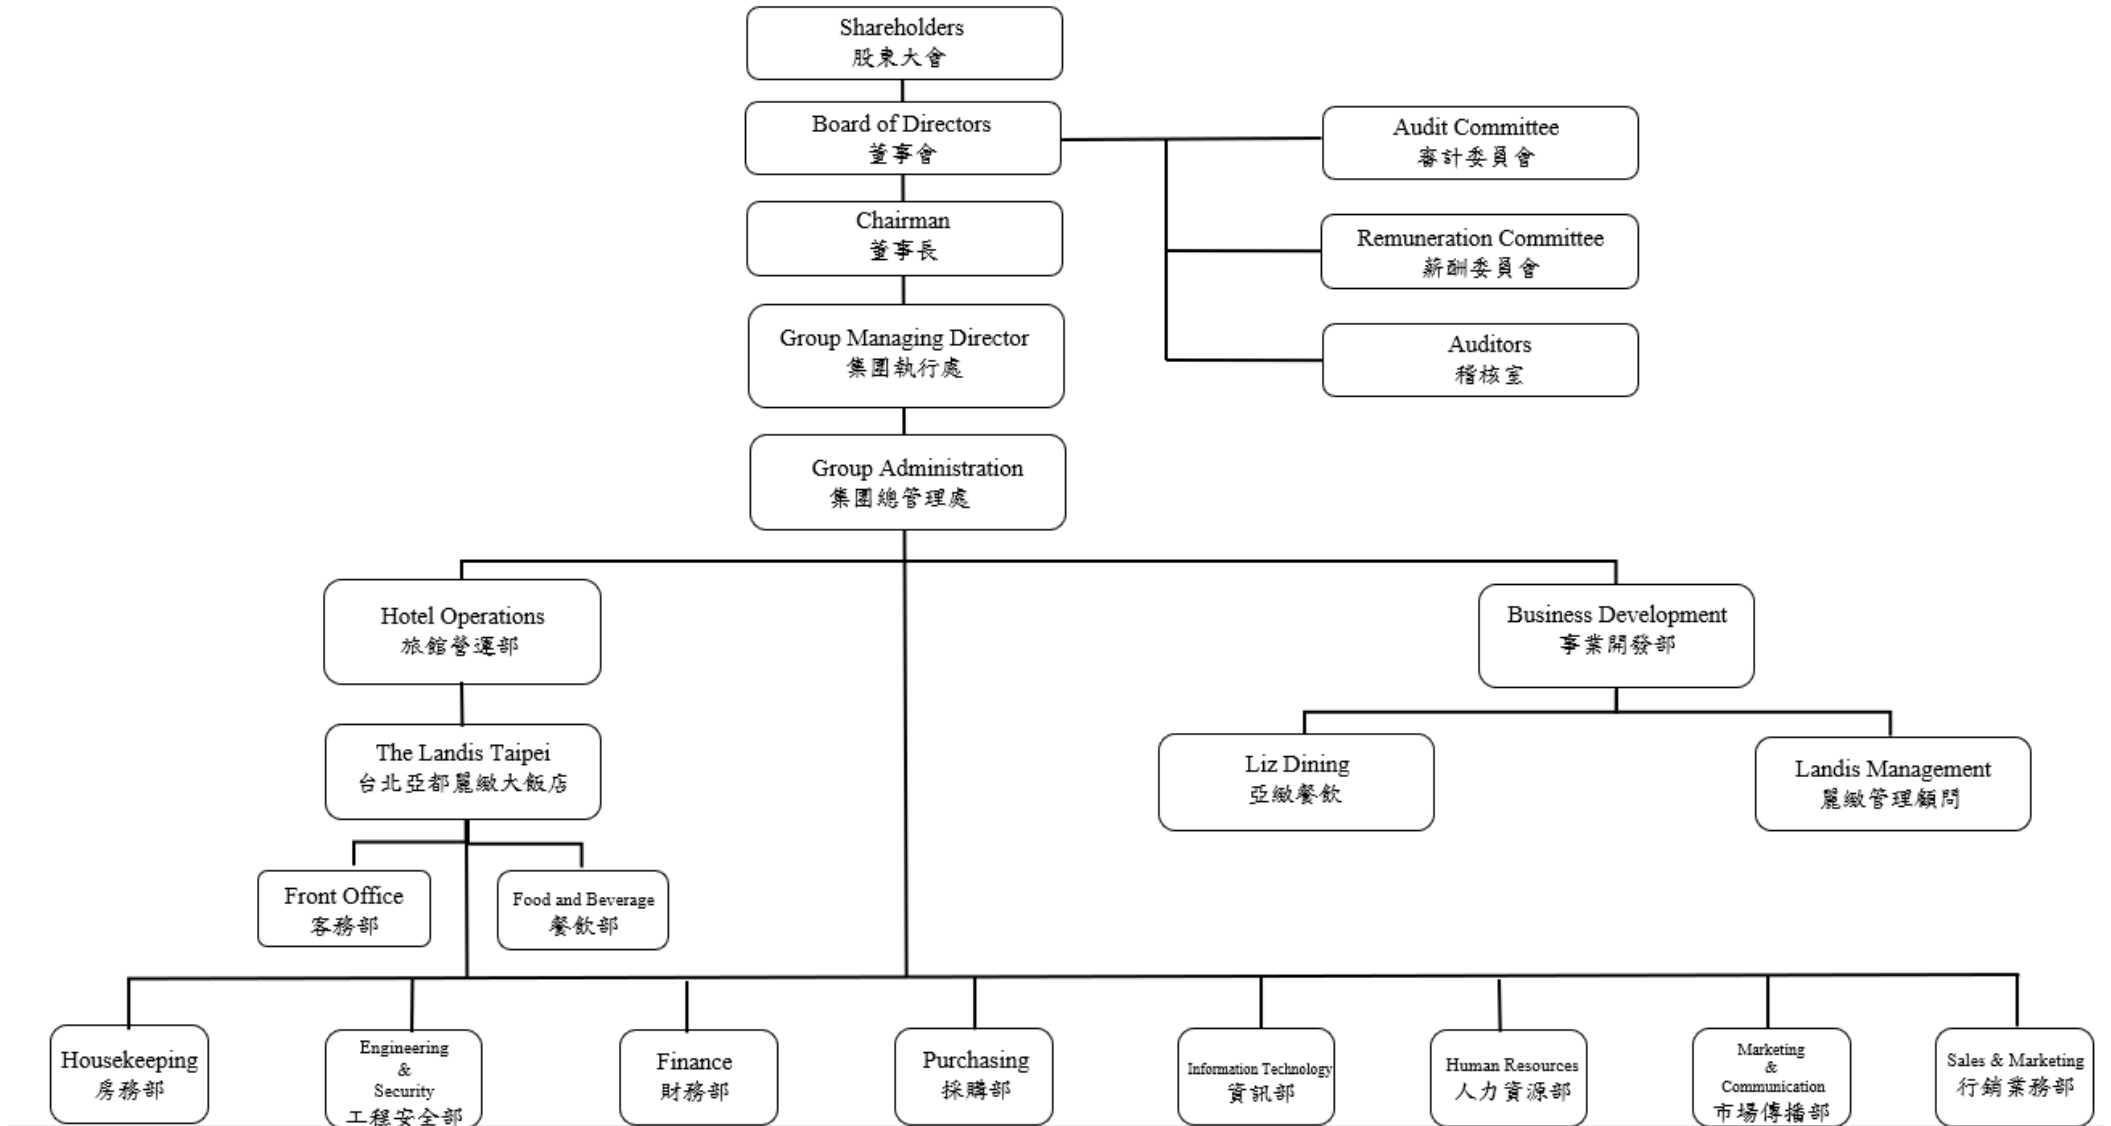 Shareholders
股東大會
Board of Directors
董事會
Audit Committee
審計委員會
Chairman
董事長
Remuneration Committee
薪酬委員會
Group Managing Director
集團執行處
Auditors
稽核室
Group Administration
集團總管理處
Hotel Operations
旅館營運部
Business Development
事業開發部
The Landis Taipei
台北亞都麗緻大飯店
Liz Dining
亞緻餐飲
Landis Management
麗緻管理顧問
Front Office
客務部
Food and Beverage
餐飲部
Housekeeping
房務部
Engineering
&
Security
工程安全部
Finance
財務部
Purchasing
採購部
Information Technology
資訊部
Human Resources
人力資源部
Marketing
&
Communication
市場傳播部
Sales & Marketing
行銷業務部